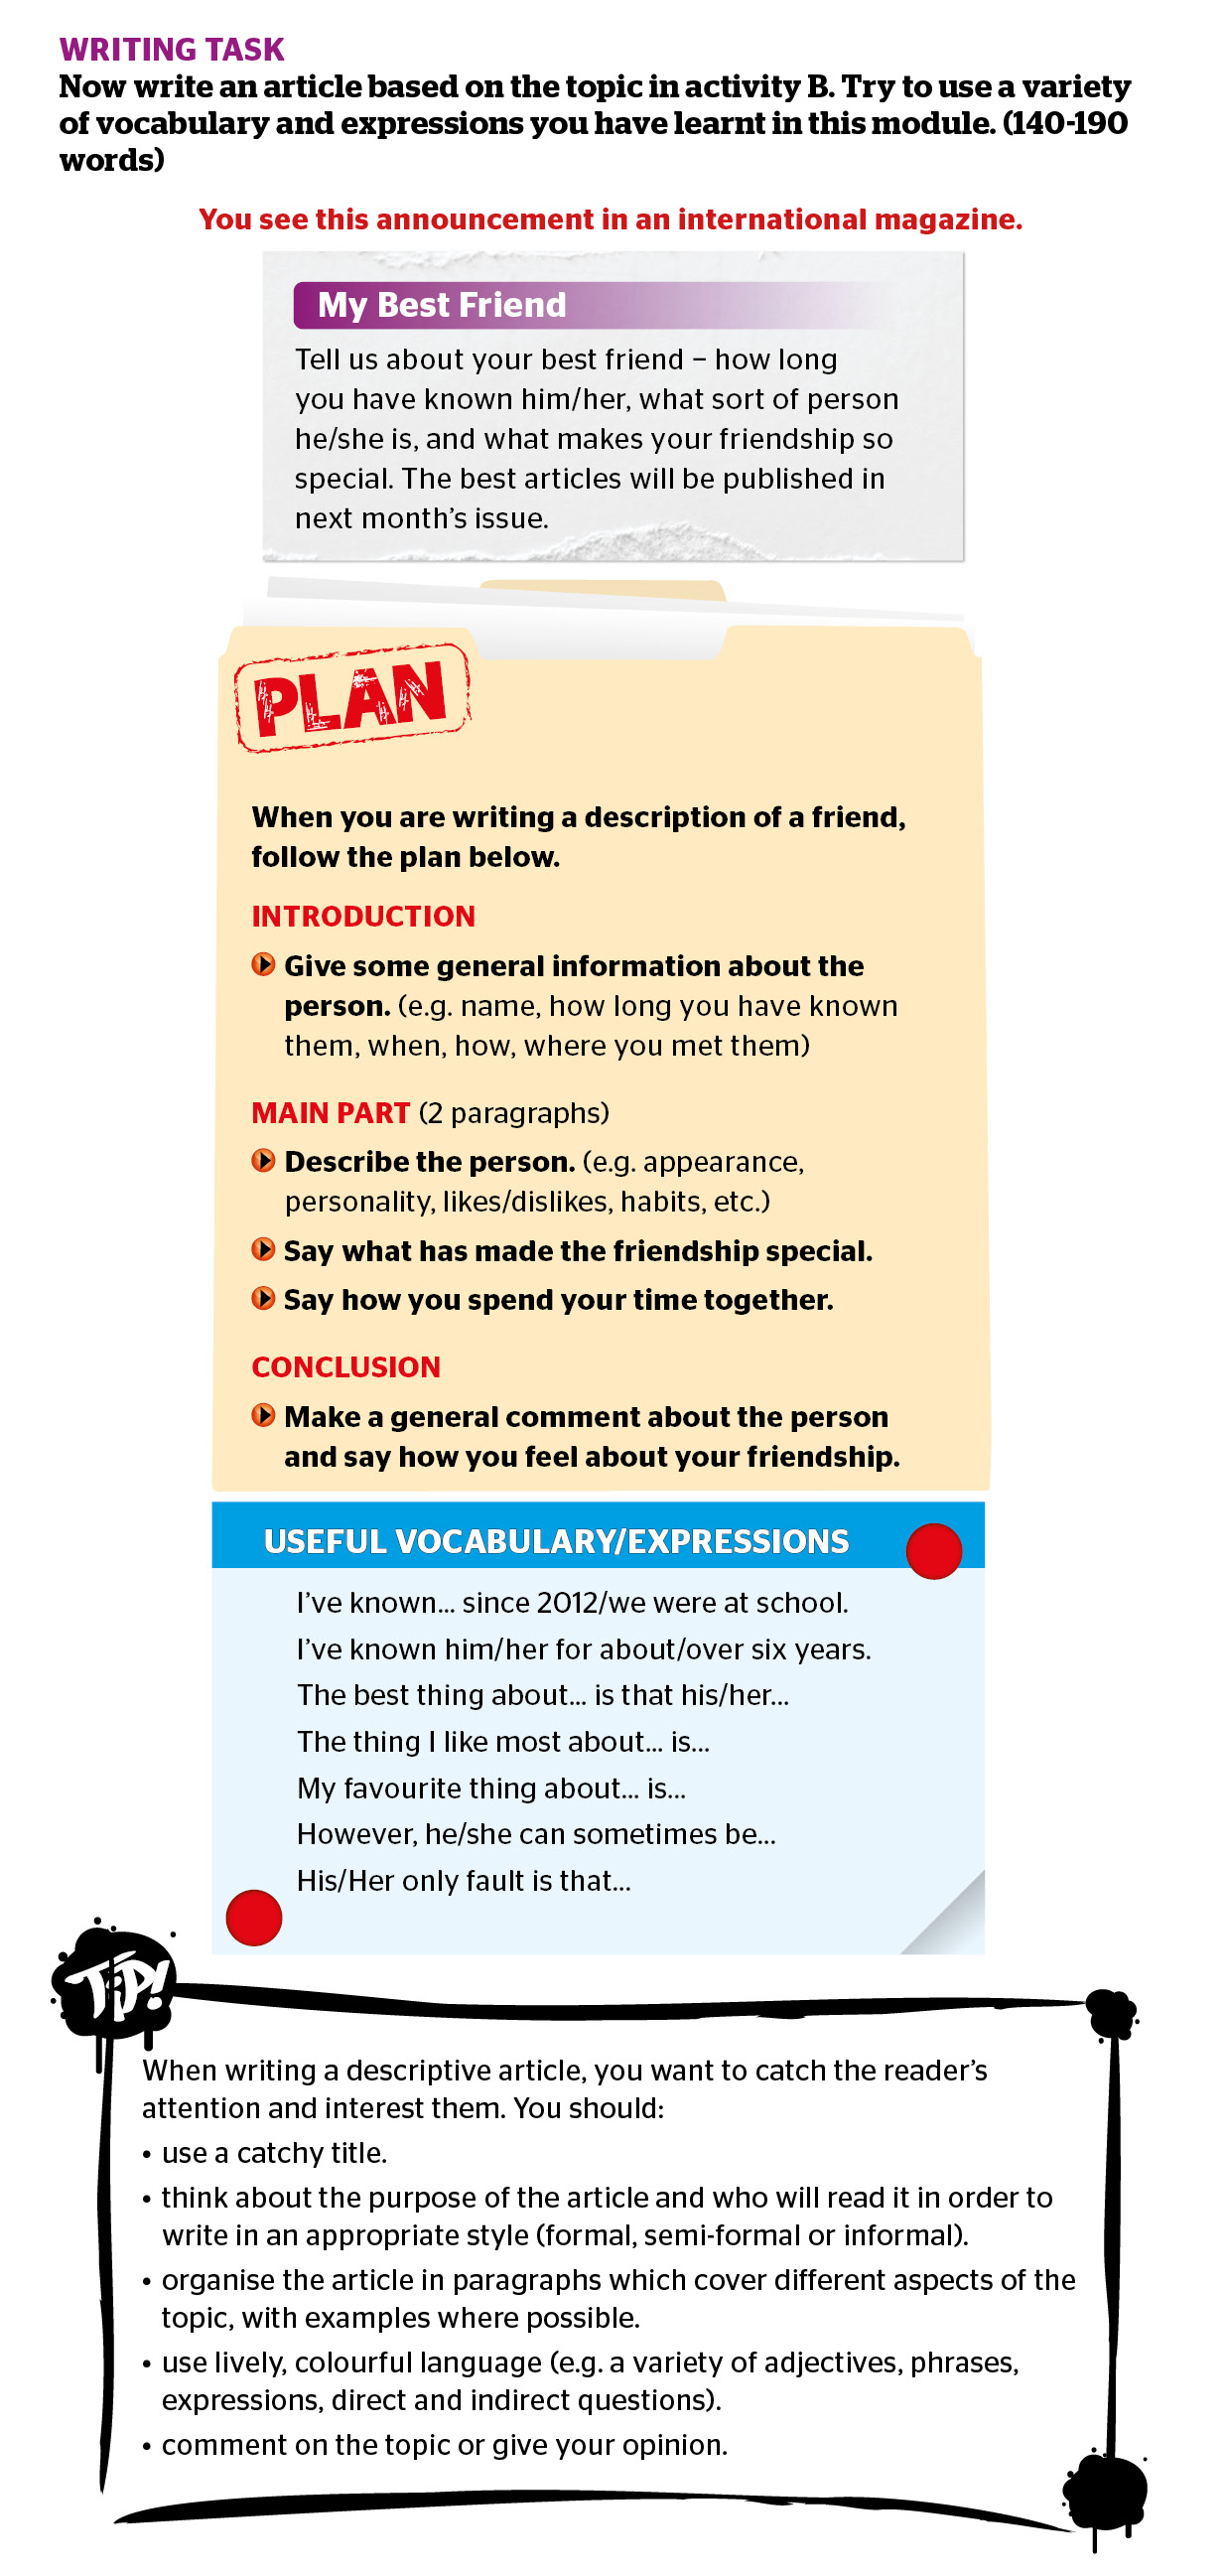 WRITING TASK
Now write an article based on the topic in activity B. Try to use a variety
of vocabulary and expressions you have learnt in this module. (140-190
words)
You see this announcement in an international magazine.
My Best Friend
Tell us about your best friend – how long
you have known him/her, what sort of person
he/she is, and what makes your friendship so
special. The best articles will be published in
next month's issue.
PLAN
When you are writing a description of a friend,
follow the plan below.
INTRODUCTION
Give some general information about the
person. (e.g. name, how long you have known
them, when, how, where you met them)
MAIN PART (2 paragraphs)
Describe the person. (e.g. appearance,
personality, likes/dislikes, habits, etc.)
Say what has made the friendship special.
Say how you spend your time together.
CONCLUSION
Make a general comment about the person
and say how you feel about your friendship.
USEFUL VOCABULARY/EXPRESSIONS
I've known... since 2012/we were at school.
I've known him/her for about/over six years.
The best thing about... is that his/her...
The thing I like most about... is...
My favourite thing about... is...
However, he/she can sometimes be...
His/Her only fault is that...
TiP!
When writing a descriptive article, you want to catch the reader's
attention and interest them. You should:
• use a catchy title.
• think about the purpose of the article and who will read it in order to
write in an appropriate style (formal, semi-formal or informal).
• organise the article in paragraphs which cover different aspects of the
topic, with examples where possible.
• use lively, colourful language (e.g. a variety of adjectives, phrases,
expressions, direct and indirect questions).
• comment on the topic or give your opinion.